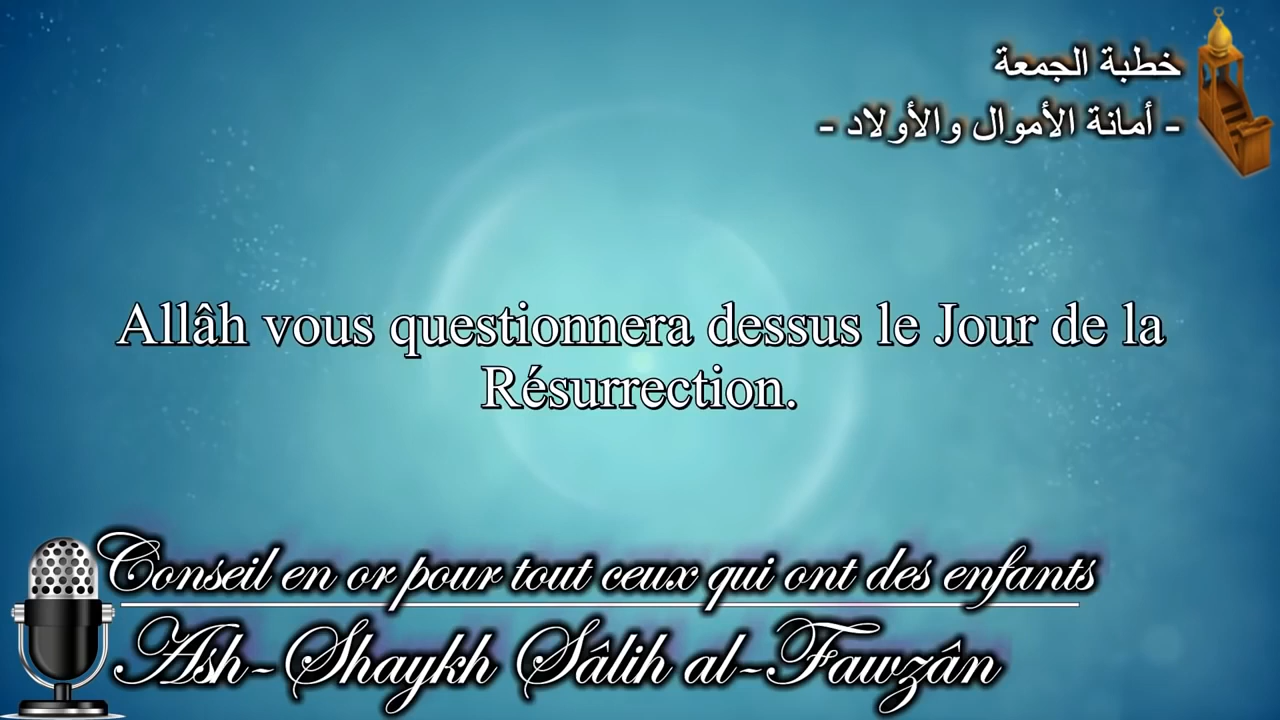 خطبة الجمعة
- أمانة الأموال والأولاد -
Allâh vous questionnera dessus le Jour de la
Résurrection.
Conseil en or pour tout ceux qui ont des enfants
Ash-Shaykh Sâlih al-Fawzân